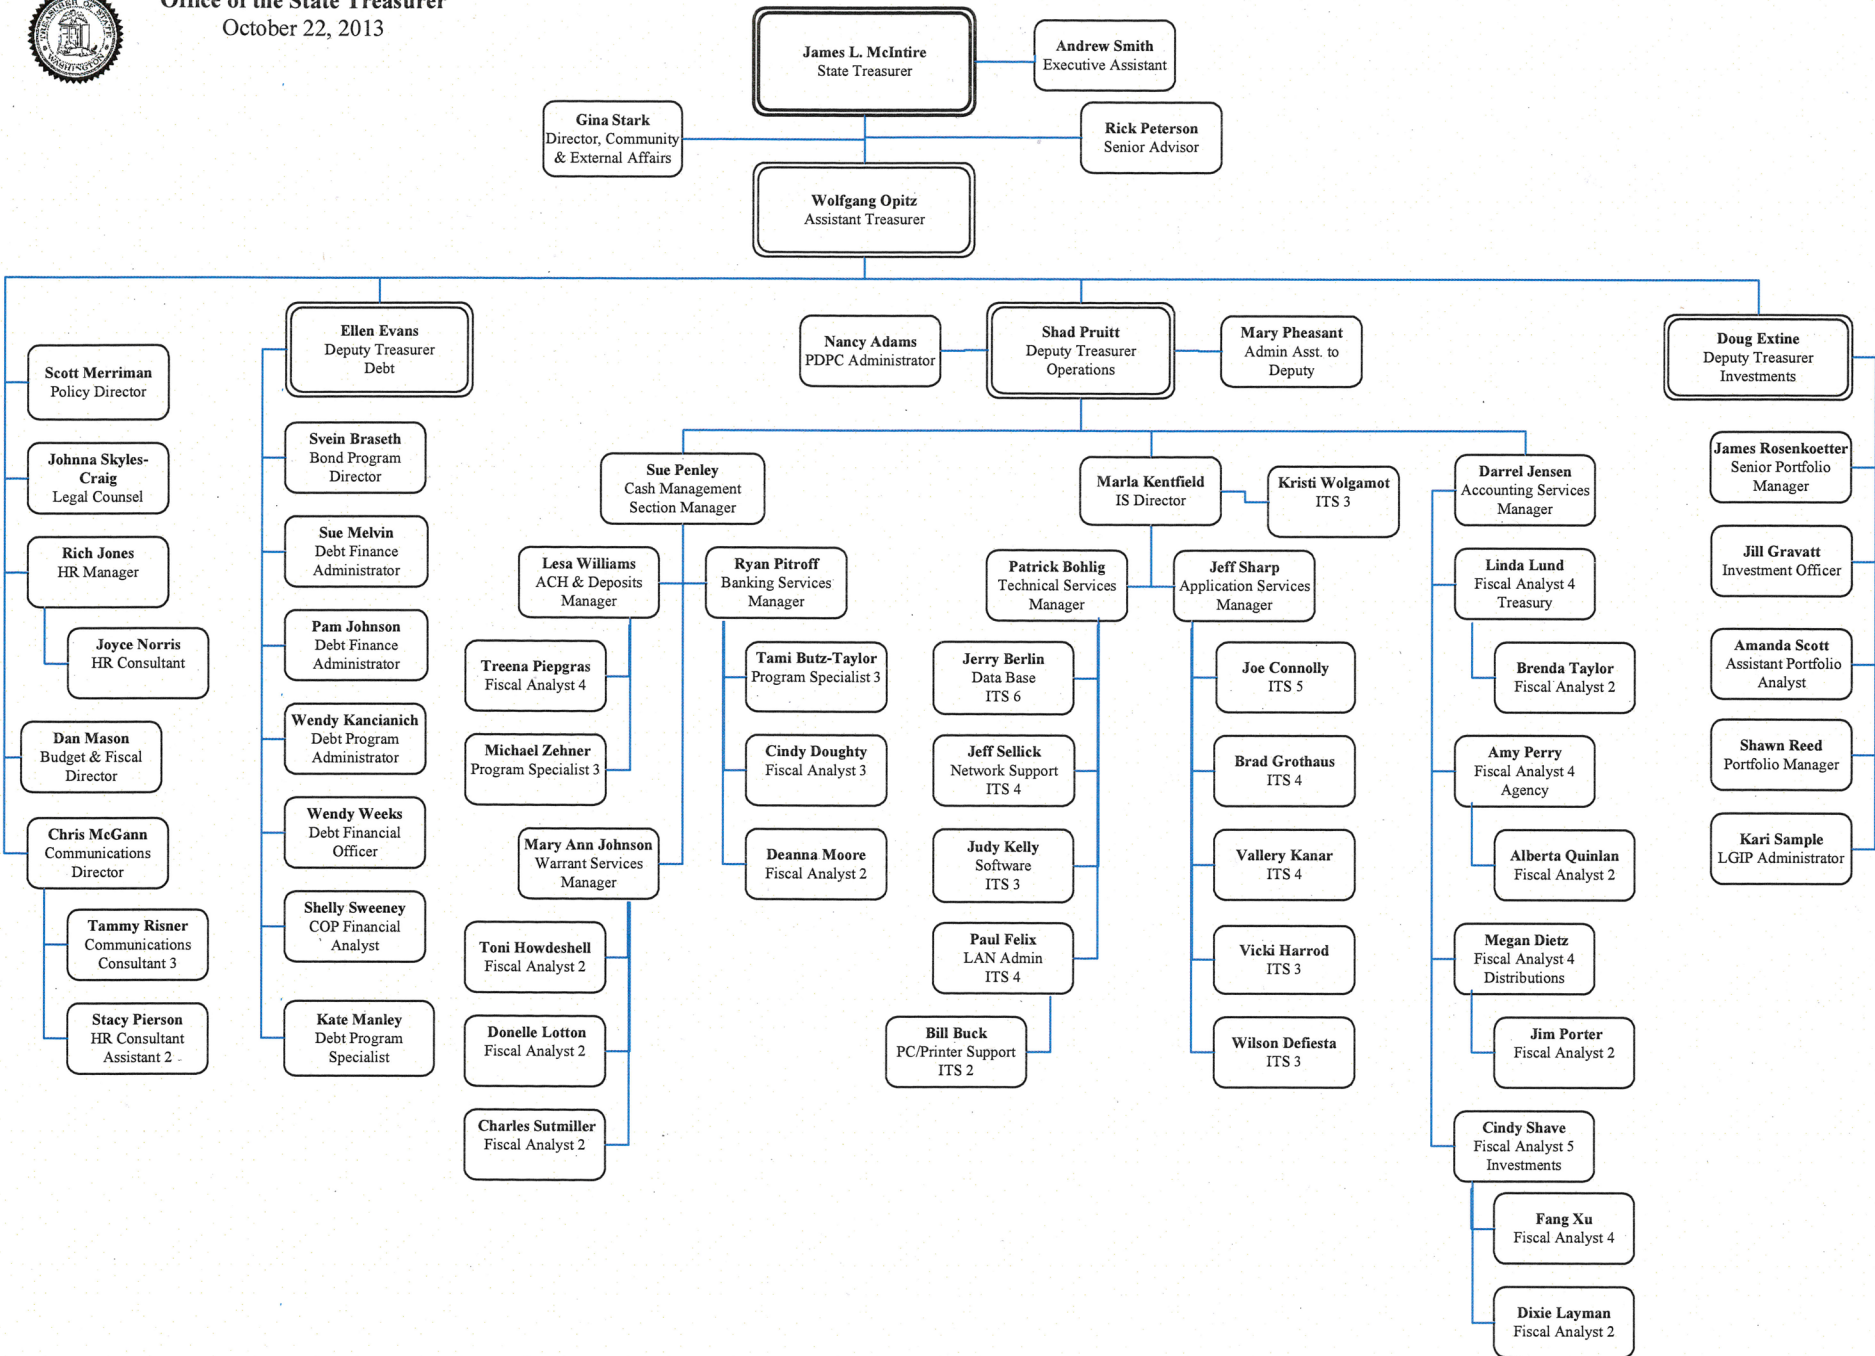 Office of the State Treasurer
October 22, 2013
TREASURER OF STATE
WASHINGTON
James L. McIntire
State Treasurer
Andrew Smith
Executive Assistant
Gina Stark
Director, Community
& External Affairs
Rick Peterson
Senior Advisor
Wolfgang Opitz
Assistant Treasurer
Scott Merriman
Policy Director
Johnna Skyles-
Craig
Legal Counsel
Rich Jones
HR Manager
Joyce Norris
HR Consultant
Dan Mason
Budget & Fiscal
Director
Chris McGann
Communications
Director
Tammy Risner
Communications
Consultant 3
Stacy Pierson
HR Consultant
Assistant 2
Ellen Evans
Deputy Treasurer
Debt
Svein Braseth
Bond Program
Director
Sue Melvin
Debt Finance
Administrator
Pam Johnson
Debt Finance
Administrator
Wendy Kancianich
Debt Program
Administrator
Wendy Weeks
Debt Financial
Officer
Shelly Sweeney
COP Financial
Analyst
Kate Manley
Debt Program
Specialist
Nancy Adams
PDPC Administrator
Shad Pruitt
Deputy Treasurer
Operations
Mary Pheasant
Admin Asst. to
Deputy
Sue Penley
Cash Management
Section Manager
Lesa Williams
ACH & Deposits
Manager
Treena Piepgras
Fiscal Analyst 4
Michael Zehner
Program Specialist 3
Ryan Pitroff
Banking Services
Manager
Tami Butz-Taylor
Program Specialist 3
Cindy Doughty
Fiscal Analyst 3
Deanna Moore
Fiscal Analyst 2
Mary Ann Johnson
Warrant Services
Manager
Toni Howdeshell
Fiscal Analyst 2
Donelle Lotton
Fiscal Analyst 2
Charles Sutmiller
Fiscal Analyst 2
Marla Kentfield
IS Director
Kristi Wolgamot
ITS 3
Patrick Bohlig
Technical Services
Manager
Jerry Berlin
Data Base
ITS 6
Jeff Sellick
Network Support
ITS 4
Judy Kelly
Software
ITS 3
Paul Felix
LAN Admin
ITS 4
Bill Buck
PC/Printer Support
ITS 2
Jeff Sharp
Application Services
Manager
Joe Connolly
ITS 5
Brad Grothaus
ITS 4
Vallery Kanar
ITS 4
Vicki Harrod
ITS 3
Wilson Defiesta
ITS 3
Darrel Jensen
Accounting Services
Manager
Linda Lund
Fiscal Analyst 4
Treasury
Brenda Taylor
Fiscal Analyst 2
Amy Perry
Fiscal Analyst 4
Agency
Alberta Quinlan
Fiscal Analyst 2
Megan Dietz
Fiscal Analyst 4
Distributions
Jim Porter
Fiscal Analyst 2
Cindy Shave
Fiscal Analyst 5
Investments
Fang Xu
Fiscal Analyst 4
Dixie Layman
Fiscal Analyst 2
Doug Extine
Deputy Treasurer
Investments
James Rosenkoetter
Senior Portfolio
Manager
Jill Gravatt
Investment Officer
Amanda Scott
Assistant Portfolio
Analyst
Shawn Reed
Portfolio Manager
Kari Sample
LGIP Administrator